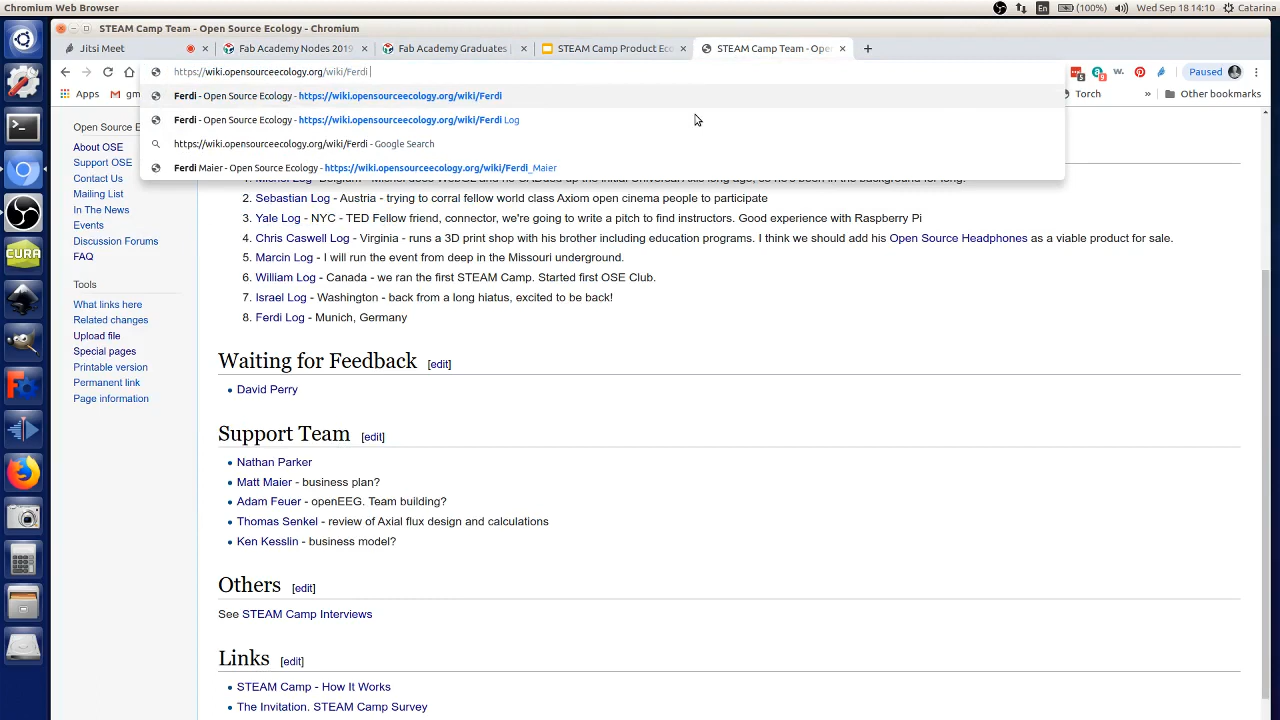 Chromium Web Browser
En
(100%)
Wed Sep 18 14:10
Catarina
STEAM Camp Team - Open Source Ecology - Chromium
Jitsi Meet
Fab Academy Nodes 2019
Fab Academy Graduates
STEAM Camp Product Eco
STEAM Camp Team - Open
https://wiki.opensourceecology.org/wiki/Ferdi
Paused
Apps
gm
Torch
»
Other bookmarks
Ferdi - Open Source Ecology - https://wiki.opensourceecology.org/wiki/Ferdi
Ferdi - Open Source Ecology - https://wiki.opensourceecology.org/wiki/Ferdi Log
https://wiki.opensourceecology.org/wiki/Ferdi - Google Search
Ferdi Maier - Open Source Ecology - https://wiki.opensourceecology.org/wiki/Ferdi_Maier
Open Source E
About OSE
Support OSE
Contact Us
Mailing List
In The News
Events
Discussion Forums
FAQ
Tools
What links here
Related changes
Upload file
Special pages
Printable version
Permanent link
Page information
2. Sebastian Log - Austria - trying to corral fellow world class Axiom open cinema people to participate
3. Yale Log - NYC - TED Fellow friend, connector, we're going to write a pitch to find instructors. Good experience with Raspberry Pi
4. Chris Caswell Log - Virginia - runs a 3D print shop with his brother including education programs. I think we should add his Open Source Headphones as a viable product for sale.
5. Marcin Log - I will run the event from deep in the Missouri underground.
6. William Log - Canada - we ran the first STEAM Camp. Started first OSE Club.
7. Israel Log - Washington - back from a long hiatus, excited to be back!
8. Ferdi Log - Munich, Germany
Waiting for Feedback [edit]
David Perry
Support Team [edit]
Nathan Parker
Matt Maier - business plan?
Adam Feuer - openEEG. Team building?
Thomas Senkel - review of Axial flux design and calculations
Ken Kesslin - business model?
Others [edit]
See STEAM Camp Interviews
Links [edit]
STEAM Camp - How It Works
The Invitation. STEAM Camp Survey
CURA